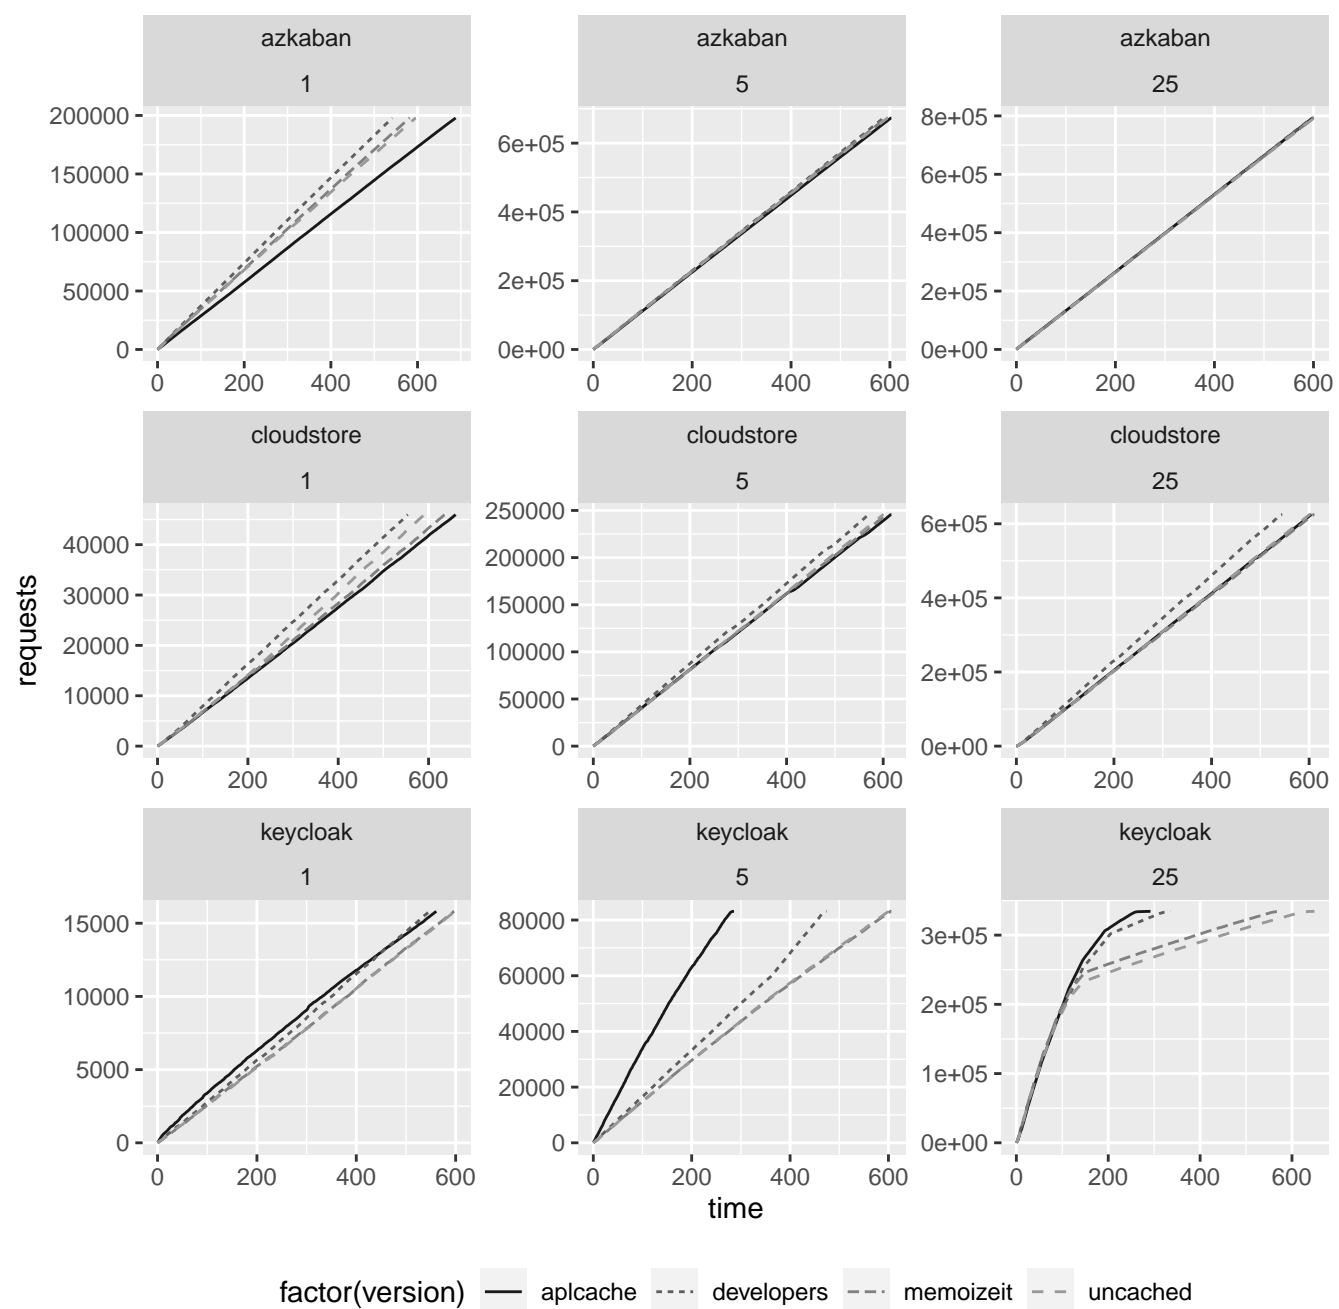 azkaban
1
azkaban
5
azkaban
25
200000
150000
100000
50000
0
0 200 400 600
6e+05
4e+05
2e+05
0e+00
0 200 400 600
8e+05
6e+05
4e+05
2e+05
0e+00
0 200 400 600
cloudstore
1
cloudstore
5
cloudstore
25
40000
30000
20000
10000
0
0 200 400 600
250000
200000
150000
100000
50000
0
0 200 400 600
6e+05
4e+05
2e+05
0e+00
0 200 400 600
requests
keycloak
1
keycloak
5
keycloak
25
15000
10000
5000
0
0 200 400 600
80000
60000
40000
20000
0
0 200 400 600
3e+05
2e+05
1e+05
0e+00
0 200 400 600
time
factor(version) aplcache developers memoizeit uncached